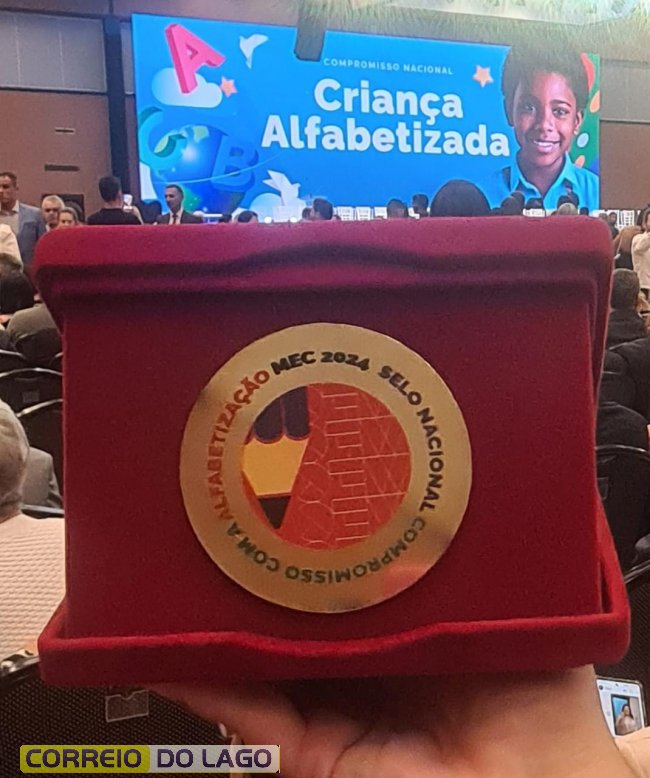 COMPROMISSO NACIONAL
Criança
Alfabetizada
A
C
B
MEC 2024 SELO NACIONAL COMPROMISSO COM A ALFABETIZAÇÃO
CORREIO DO LAGO